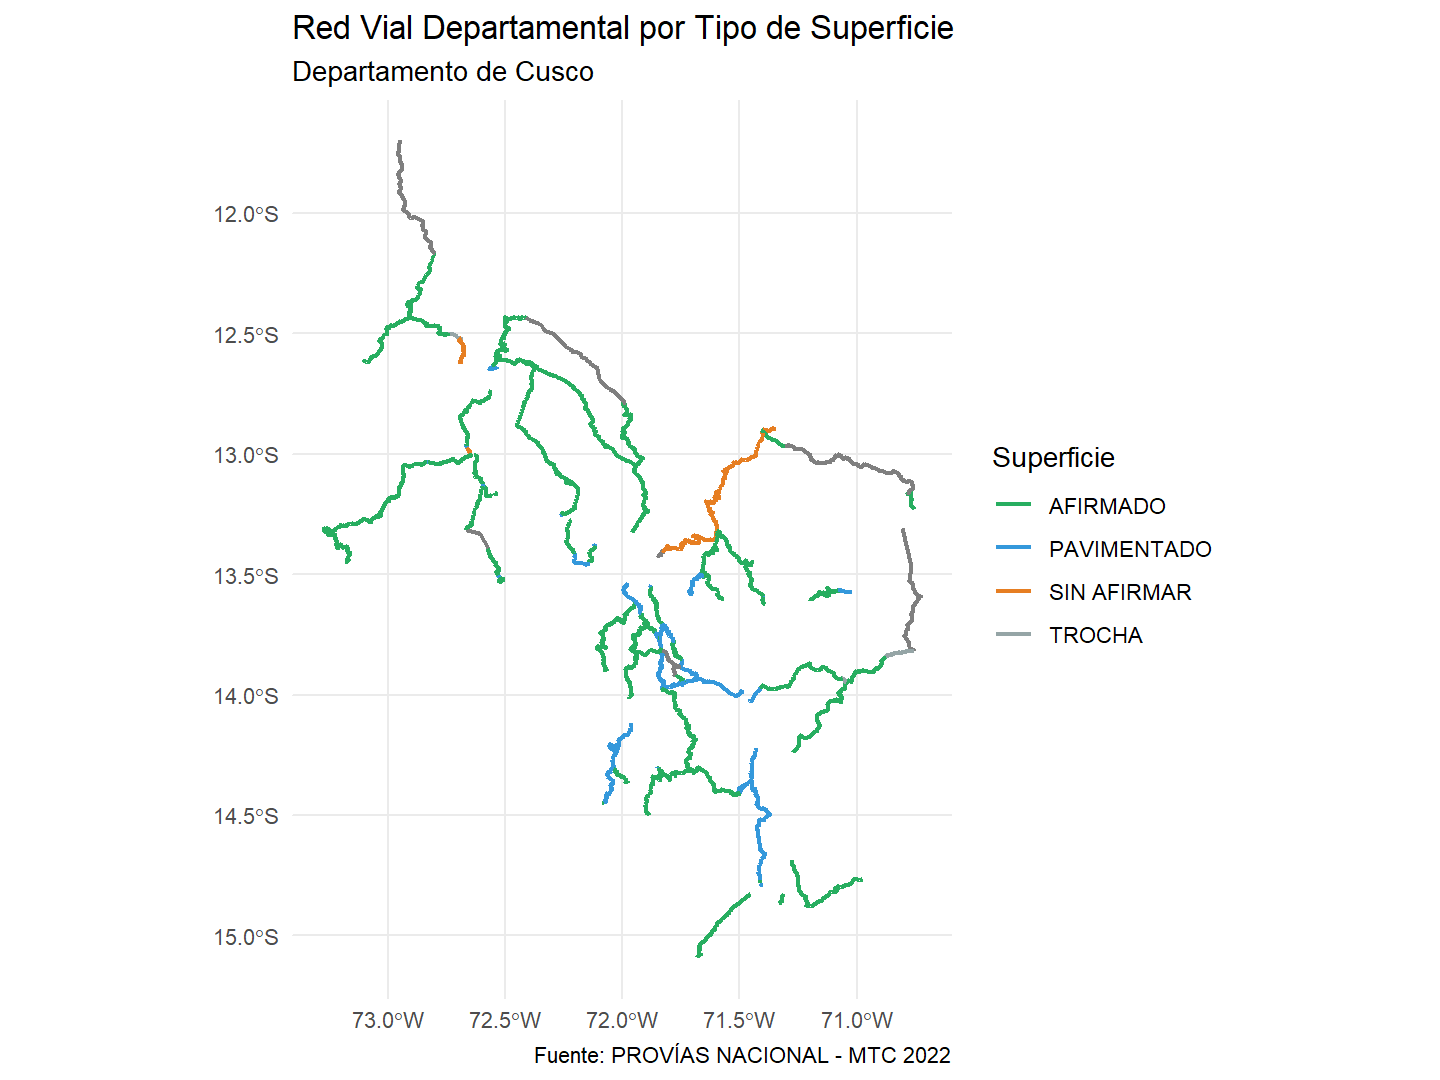 Red Vial Departamental por Tipo de Superficie
Departamento de Cusco
12.0°S
12.5°S
13.0°S
13.5°S
14.0°S
14.5°S
15.0°S
73.0°W
72.5°W
72.0°W
71.5°W
71.0°W
Superficie
AFIRMADO
PAVIMENTADO
SIN AFIRMAR
TROCHA
Fuente: PROVÍAS NACIONAL - MTC 2022